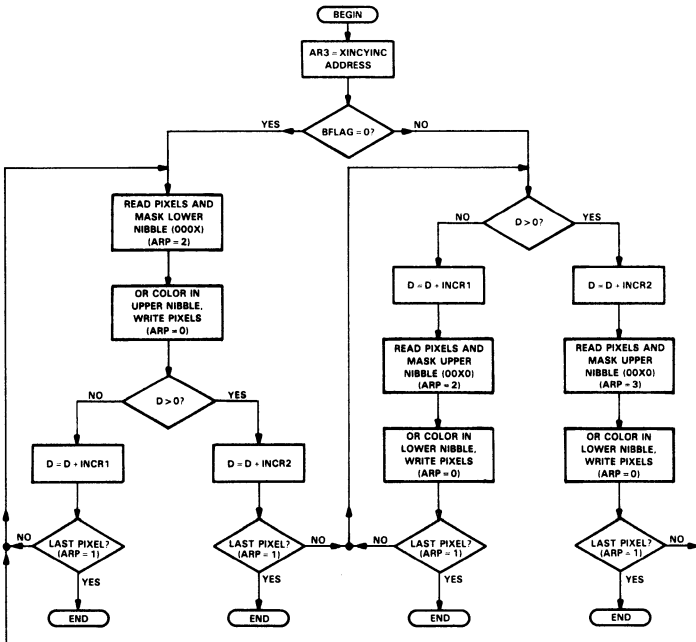 BEGIN
AR3 = XINCYINC
ADDRESS
YES
BFLAG = 0?
NO
READ PIXELS AND
MASK LOWER
NIBBLE (000X)
(ARP = 2)
OR COLOR IN
UPPER NIBBLE,
WRITE PIXELS
(ARP = 0)
NO
D > 0?
YES
D = D + INCR1
D = D + INCR2
NO
LAST PIXEL?
(ARP = 1)
YES
END
LAST PIXEL?
(ARP = 1)
NO
YES
END
NO
D > 0?
YES
D = D + INCR1
D = D + INCR2
READ PIXELS AND
MASK UPPER
NIBBLE (00X0)
(ARP = 2)
READ PIXELS AND
MASK UPPER
NIBBLE (00X0)
(ARP = 3)
OR COLOR IN
LOWER NIBBLE,
WRITE PIXELS
(ARP = 0)
OR COLOR IN
LOWER NIBBLE,
WRITE PIXELS
(ARP = 0)
NO
LAST PIXEL?
(ARP = 1)
YES
END
LAST PIXEL?
(ARP = 1)
NO
YES
END